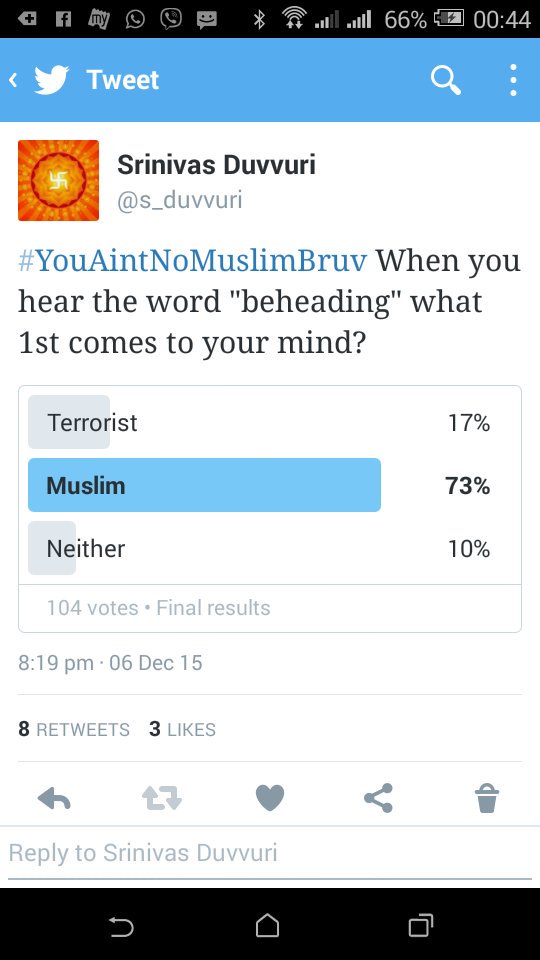 66% 00:44
Tweet
Srinivas Duvvuri
@s_duvvuri
#YouAintNoMuslimBruv When you
hear the word "beheading" what
1st comes to your mind?
Terrorist 17%
Muslim 73%
Neither 10%
104 votes • Final results
8:19 pm · 06 Dec 15
8 RETWEETS 3 LIKES
Reply to Srinivas Duvvuri